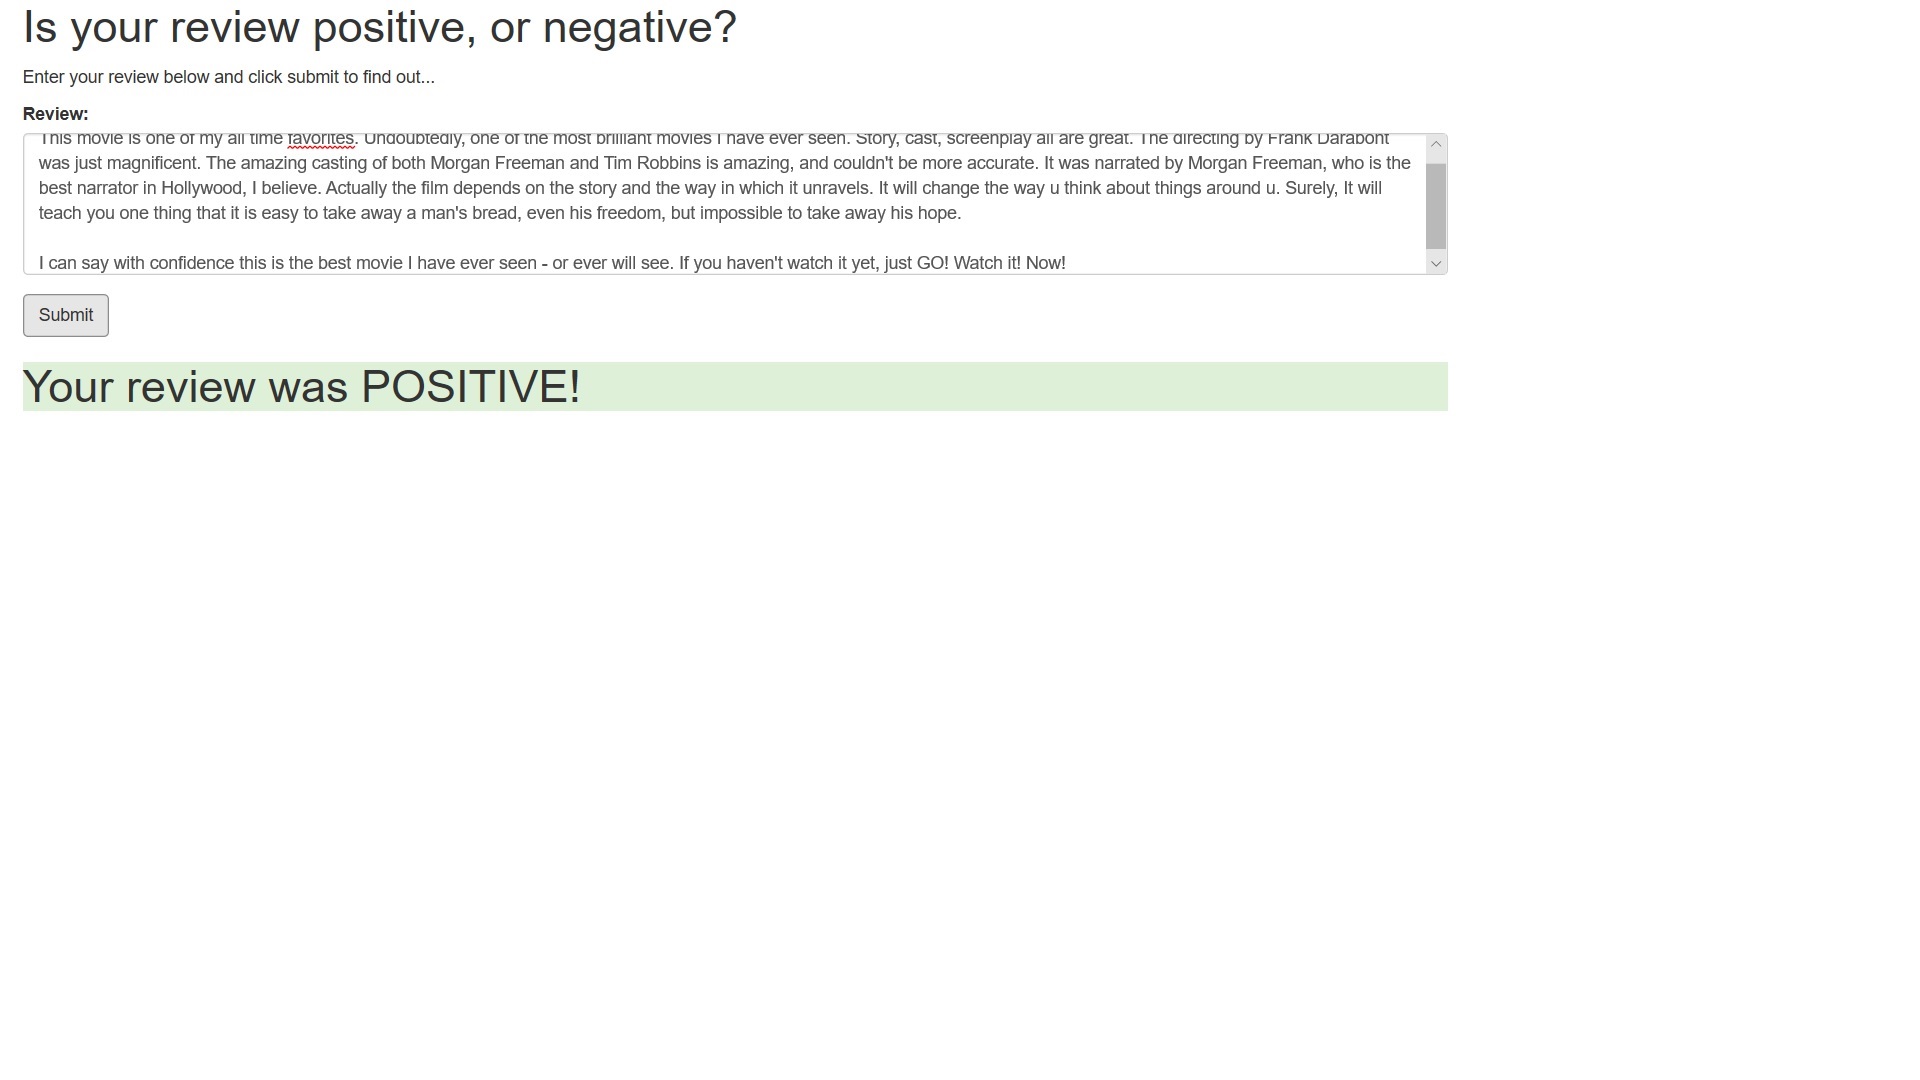 Is your review positive, or negative?
Enter your review below and click submit to find out...
Review:
This movie is one of my all time favorites. Undoubtedly, one of the most brilliant movies I have ever seen. Story, cast, screenplay all are great. The directing by Frank Darabont
was just magnificent. The amazing casting of both Morgan Freeman and Tim Robbins is amazing, and couldn't be more accurate. It was narrated by Morgan Freeman, who is the
best narrator in Hollywood, I believe. Actually the film depends on the story and the way in which it unravels. It will change the way u think about things around u. Surely, It will
teach you one thing that it is easy to take away a man's bread, even his freedom, but impossible to take away his hope.
I can say with confidence this is the best movie I have ever seen - or ever will see. If you haven't watch it yet, just GO! Watch it! Now!
Submit
Your review was POSITIVE!